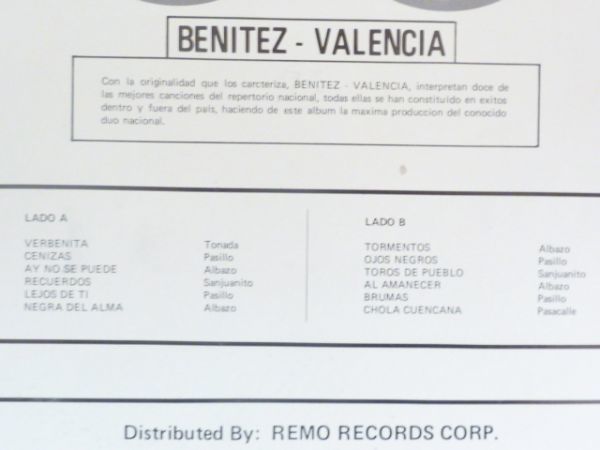 BENITEZ - VALENCIA
Con la originalidad que los carcteriza, BENITEZ - VALENCIA, interpretan doce de
las mejores canciones del repertorio nacional, todas ellas se han constituido en exitos
dentro y fuera del país, haciendo de este album la maxima produccion del conocido
duo nacional.
LADO A
VERBENITA Tonada
CENIZAS Pasillo
AY NO SE PUEDE Albazo
RECUERDOS Sanjuanito
LEJOS DE TI Pasillo
NEGRA DEL ALMA Albazo
LADO B
TORMENTOS Albazo
OJOS NEGROS Pasillo
TOROS DE PUEBLO Sanjuanito
AL AMANECER Albazo
BRUMAS Pasillo
CHOLA CUENCANA Pasacalle
Distributed By: REMO RECORDS CORP.